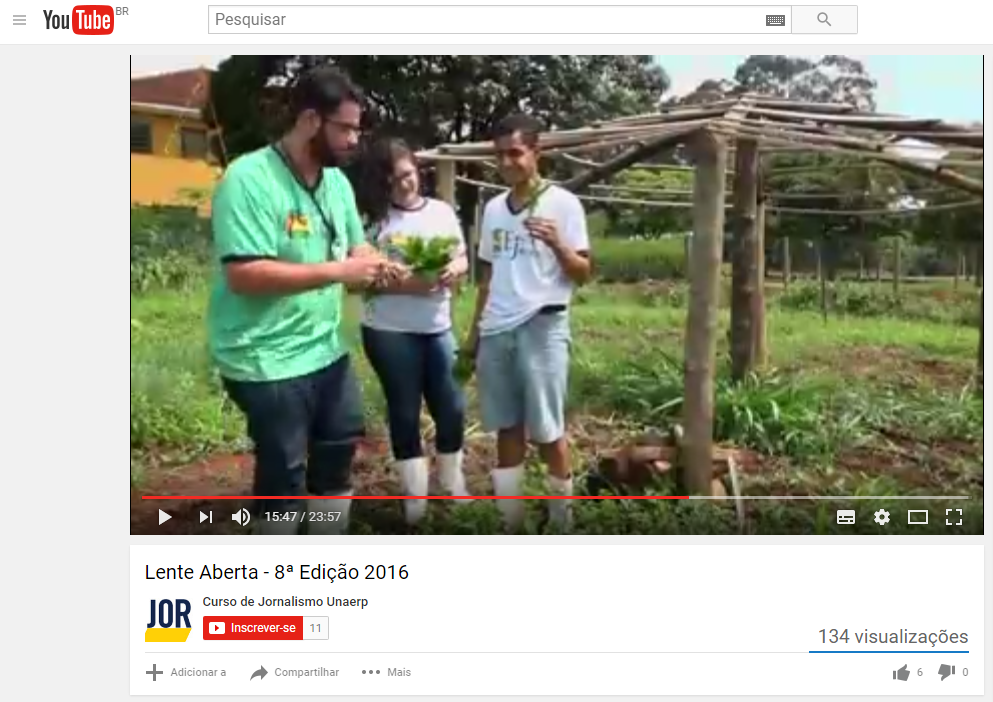 YouTube BR
Pesquisar
15:47 / 23:57
Lente Aberta - 8ª Edição 2016
JOR
Curso de Jornalismo Unaerp
Inscrever-se 11
134 visualizações
Adicionar a Compartilhar Mais 6 0